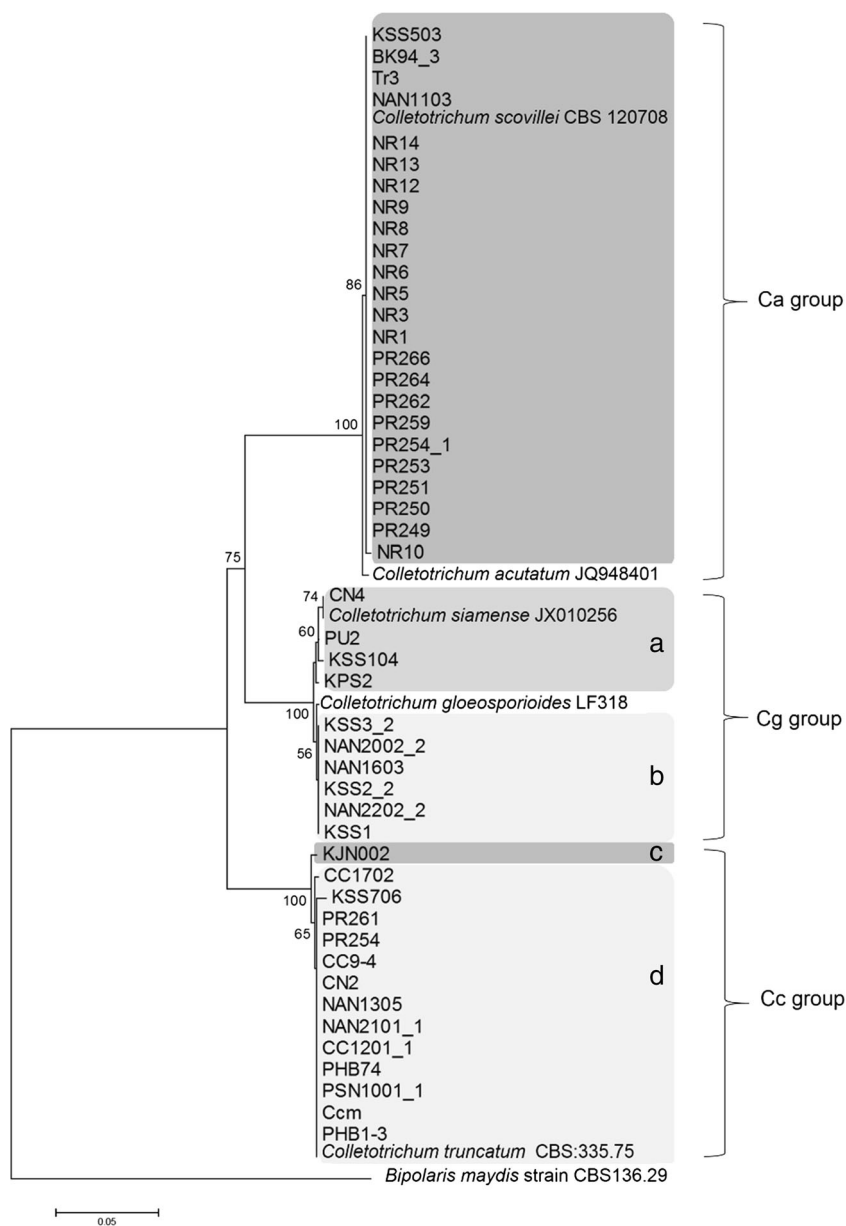 KSS503
BK94_3
Tr3
NAN1103
Colletotrichum scovillei CBS 120708
NR14
NR13
NR12
NR9
NR8
NR7
NR6
NR5
NR3
NR1
PR266
PR264
PR262
PR259
PR254_1
PR253
PR251
PR250
PR249
NR10
Colletotrichum acutatum JQ948401
86
100
Ca group
75
CN4
Colletotrichum siamense JX010256
PU2
KSS104
KPS2
74
60
a
Colletotrichum gloeosporioides LF318
100
KSS3_2
NAN2002_2
NAN1603
KSS2_2
NAN2202_2
KSS1
56
b
Cg group
KJN002
c
CC1702
KSS706
PR261
PR254
CC9-4
CN2
NAN1305
NAN2101_1
CC1201_1
PHB74
PSN1001_1
Ccm
PHB1-3
Colletotrichum truncatum CBS:335.75
100
65
d
Cc group
Bipolaris maydis strain CBS136.29
0.05